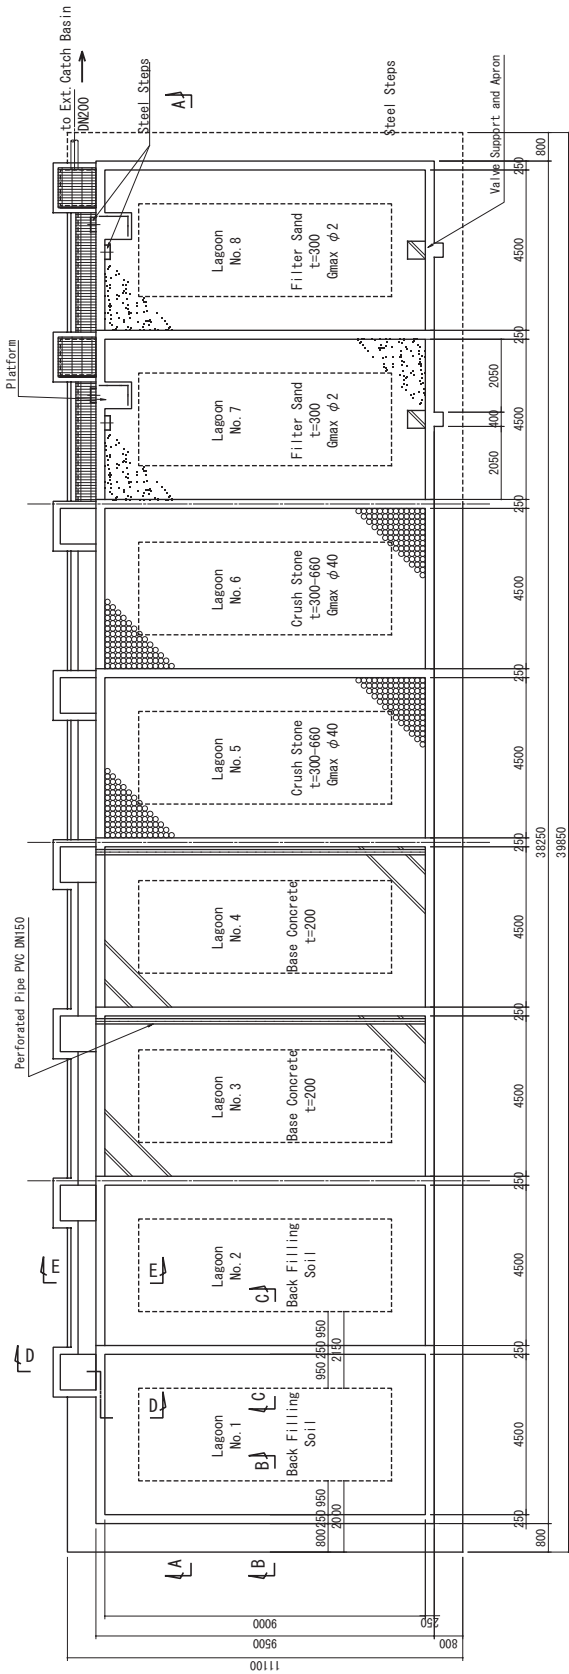 to Ext. Catch Basin
DN200
Steel Steps
A
Steel Steps
Valve Support and Apron
Platform
Perforated Pipe PVC DN150
Lagoon
No. 8
Filter Sand
t=300
Gmax φ2
Lagoon
No. 7
Filter Sand
t=300
Gmax φ2
Lagoon
No. 6
Crush Stone
t=300-660
Gmax φ40
Lagoon
No. 5
Crush Stone
t=300-660
Gmax φ40
Lagoon
No. 4
Base Concrete
t=200
Lagoon
No. 3
Base Concrete
t=200
Lagoon
No. 2
Back Filling
Soil
Lagoon
No. 1
Back Filling
Soil
E
E
D
D
C
C
B
B
A
950 250 950
2150
800 250 950
2000
2050
400
2050
800
250
4500
250
4500
250
4500
250
4500
250
4500
250
4500
250
4500
250
4500
250
800
38250
39850
9000
250
9500
800
11100